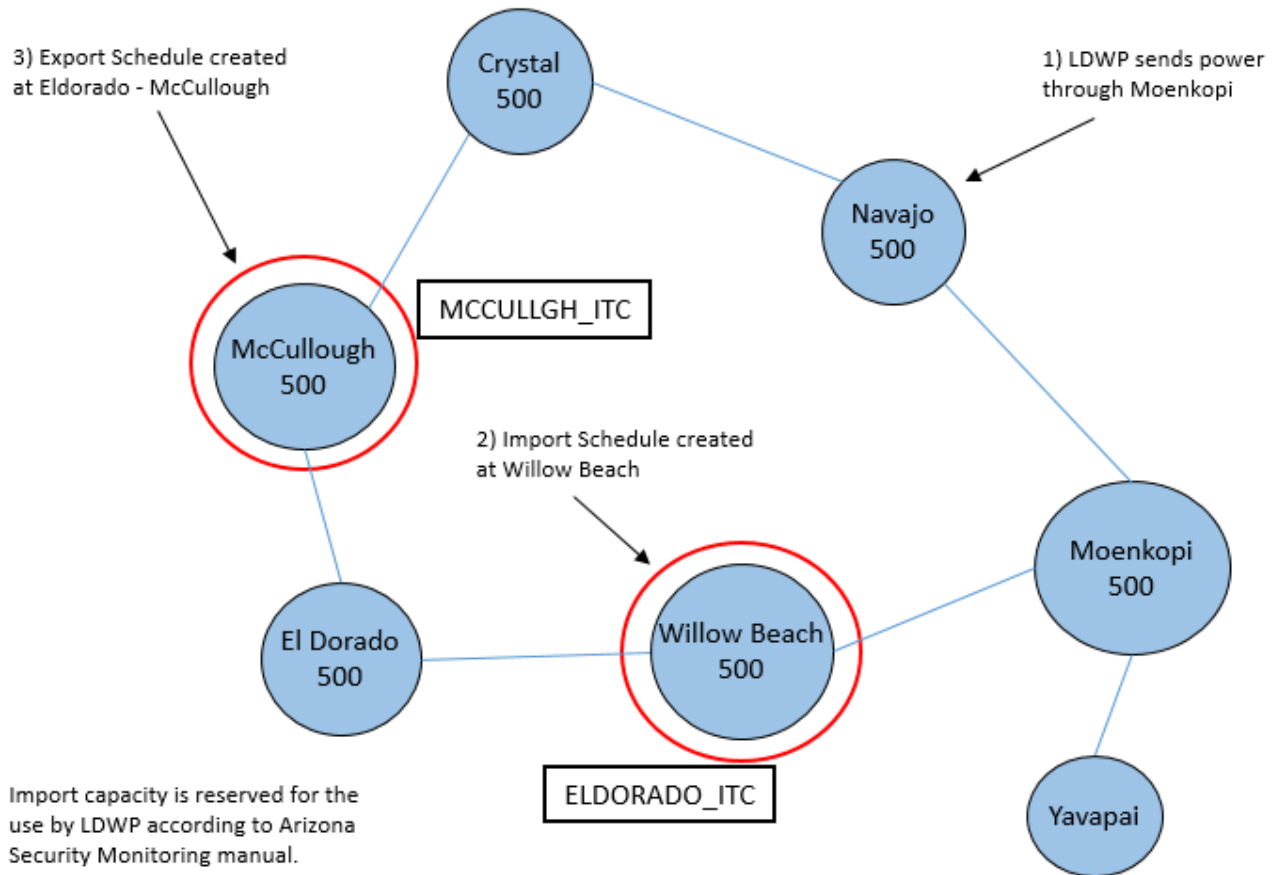 3) Export Schedule created
at Eldorado - McCullough
Crystal
500
1) LDWP sends power
through Moenkopi
Navajo
500
MCCULLGH_ITC
McCullough
500
2) Import Schedule created
at Willow Beach
Moenkopi
500
El Dorado
500
Willow Beach
500
ELDORADO_ITC
Yavapai
Import capacity is reserved for the
use by LDWP according to Arizona
Security Monitoring manual.